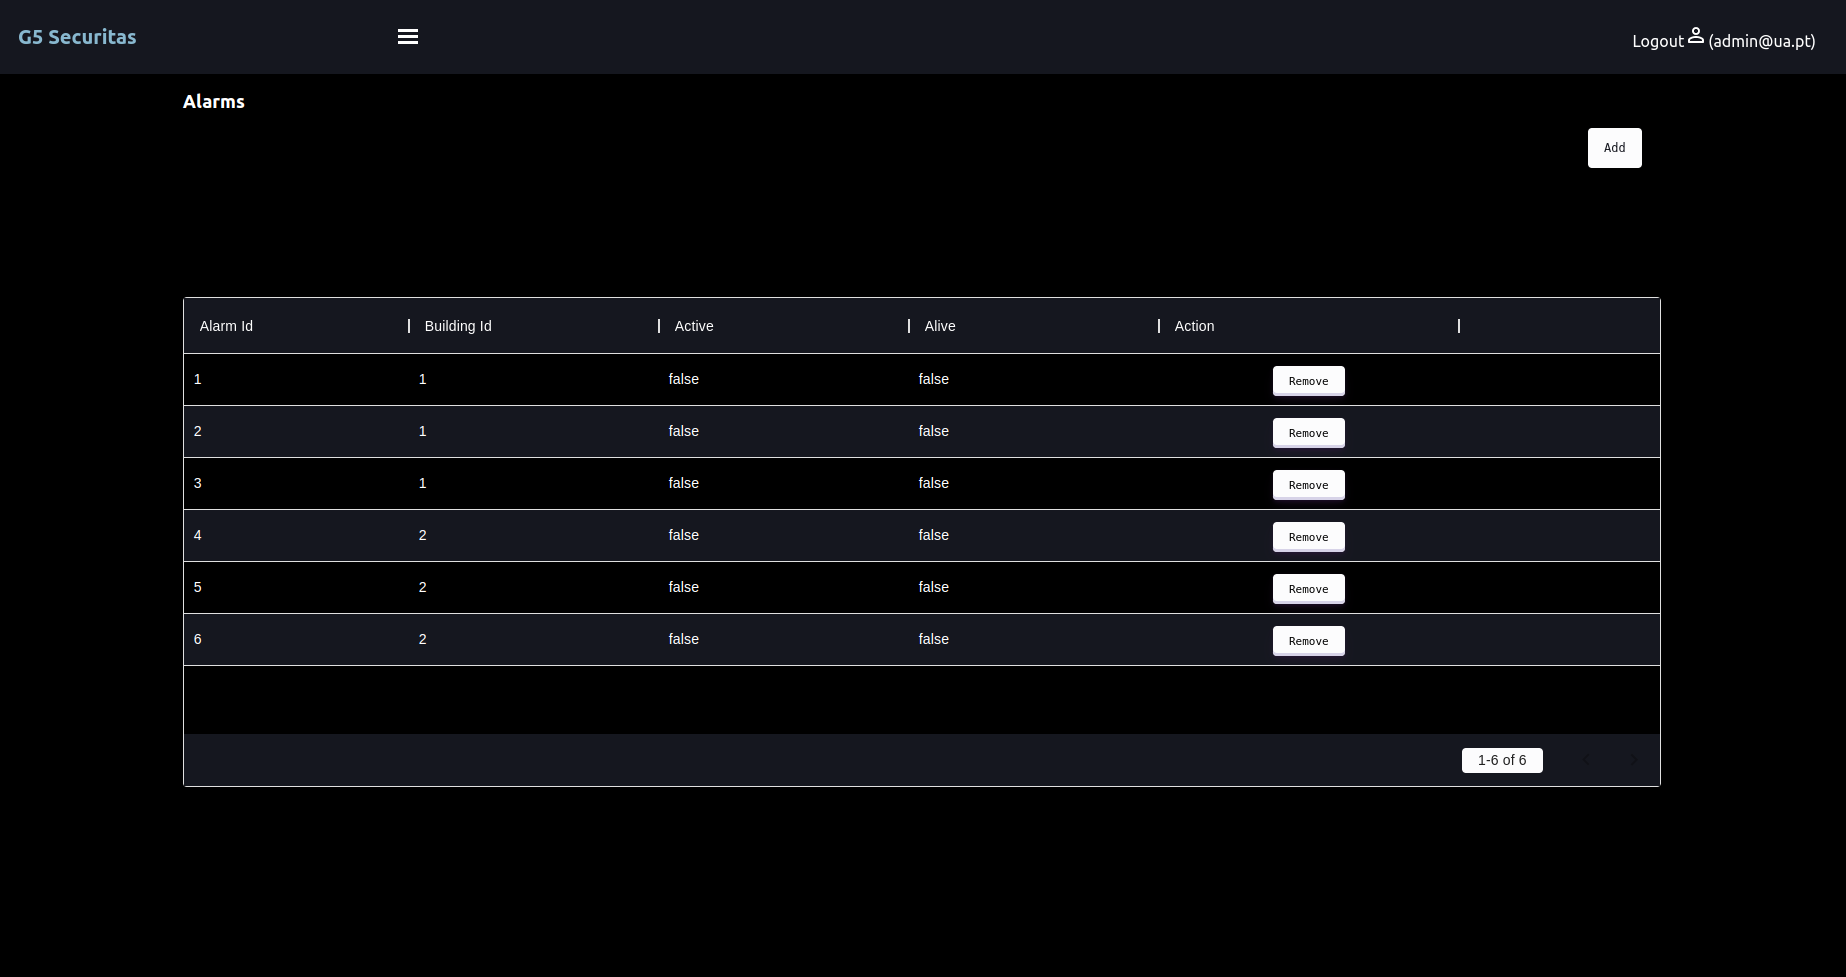 G5 Securitas
Logout (admin@ua.pt)
Alarms
Add
Alarm Id Building Id Active Alive Action
1 1 false false Remove
2 1 false false Remove
3 1 false false Remove
4 2 false false Remove
5 2 false false Remove
6 2 false false Remove
1-6 of 6